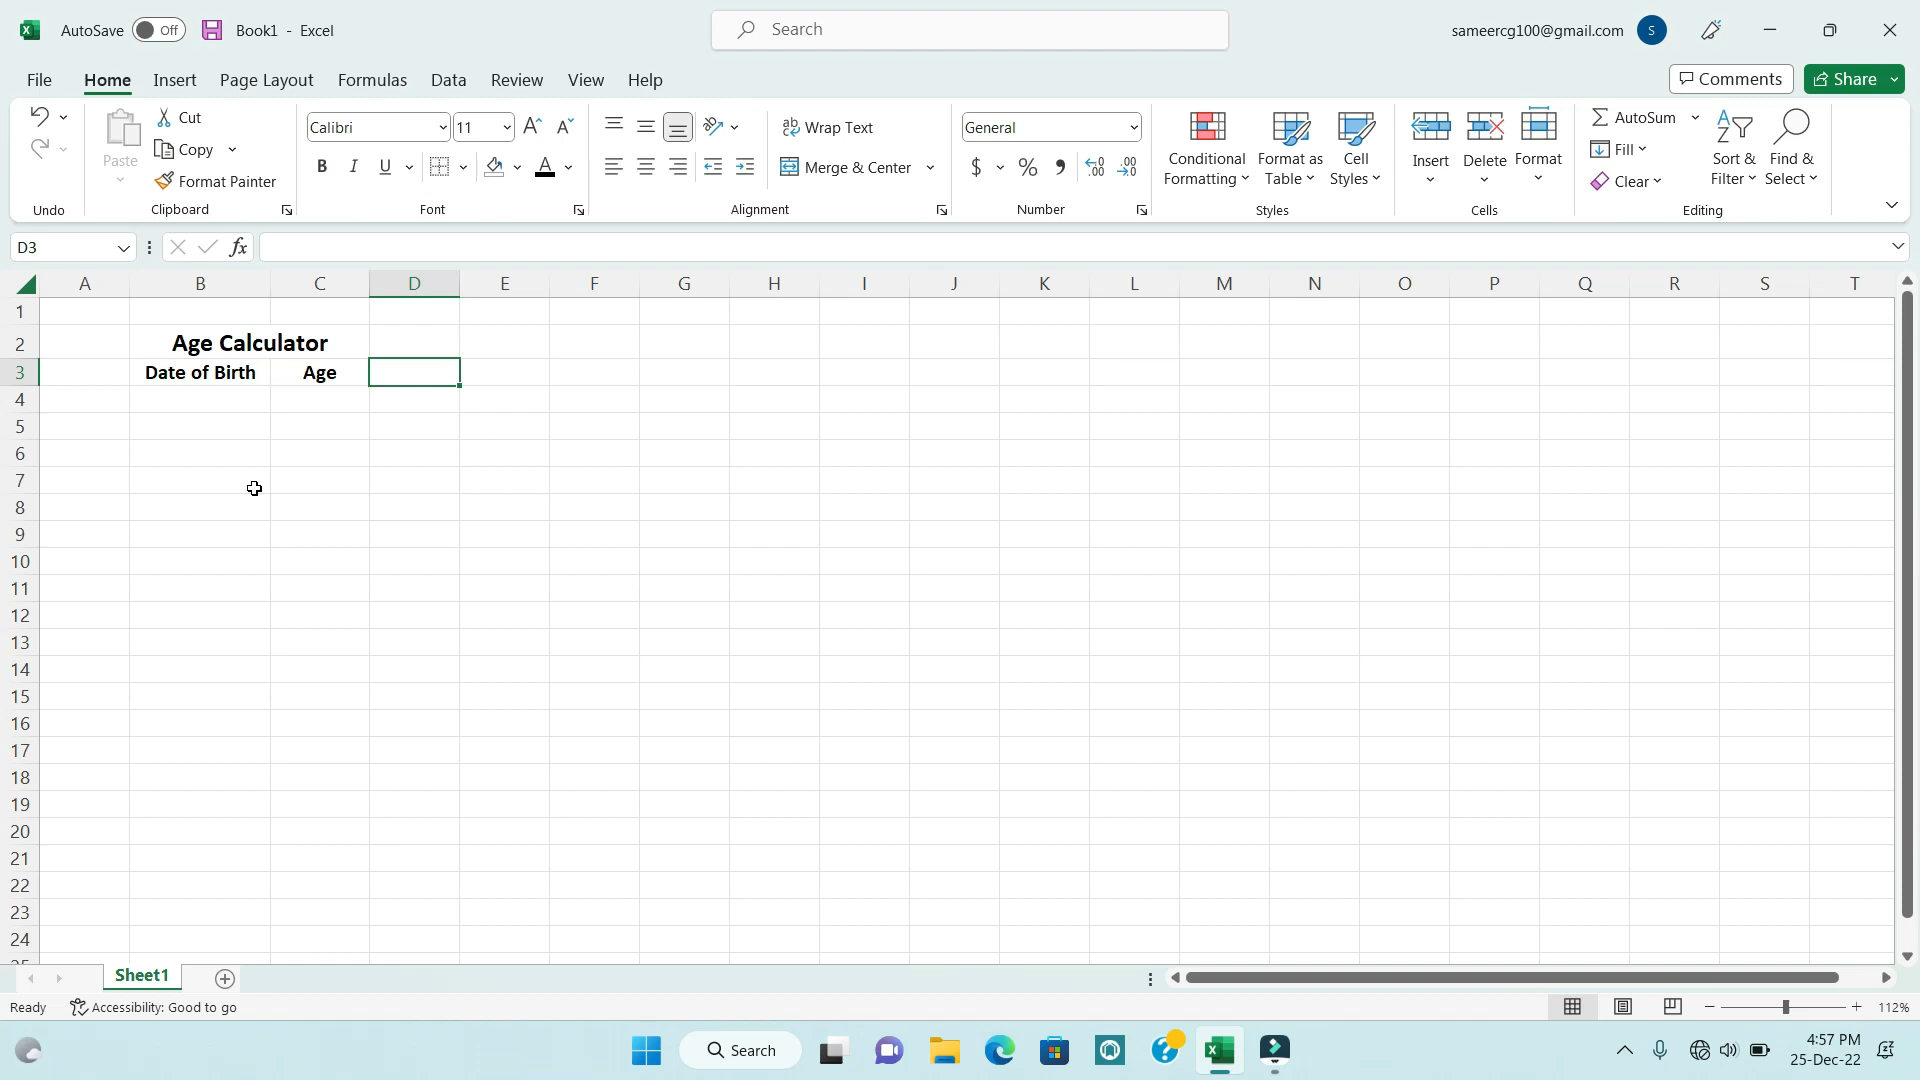 AutoSave Off Book1 - Excel Search sameercg100@gmail.com S
File Home Insert Page Layout Formulas Data Review View Help Comments Share
Paste Cut Calibri 11 Wrap Text General Conditional Formatting Format as Table Cell Styles Insert Delete Format AutoSum Sort & Filter Find & Select
Copy Fill
B I U A Merge & Center $ %
Format Painter Clear
Undo Clipboard Font Alignment Number Styles Cells Editing
D3 fx
A B C D E F G H I J K L M N O P Q R S T
1
2 Age Calculator
3 Date of Birth Age
4
5
6
7
8
9
10
11
12
13
14
15
16
17
18
19
20
21
22
23
24
Sheet1
Ready Accessibility: Good to go 112%
Search 4:57 PM
25-Dec-22